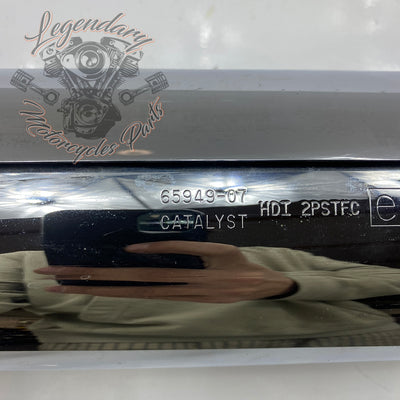 Legendary
Motorcycles Parts
65949-07
CATALYST
HDI 2PSTFC
e